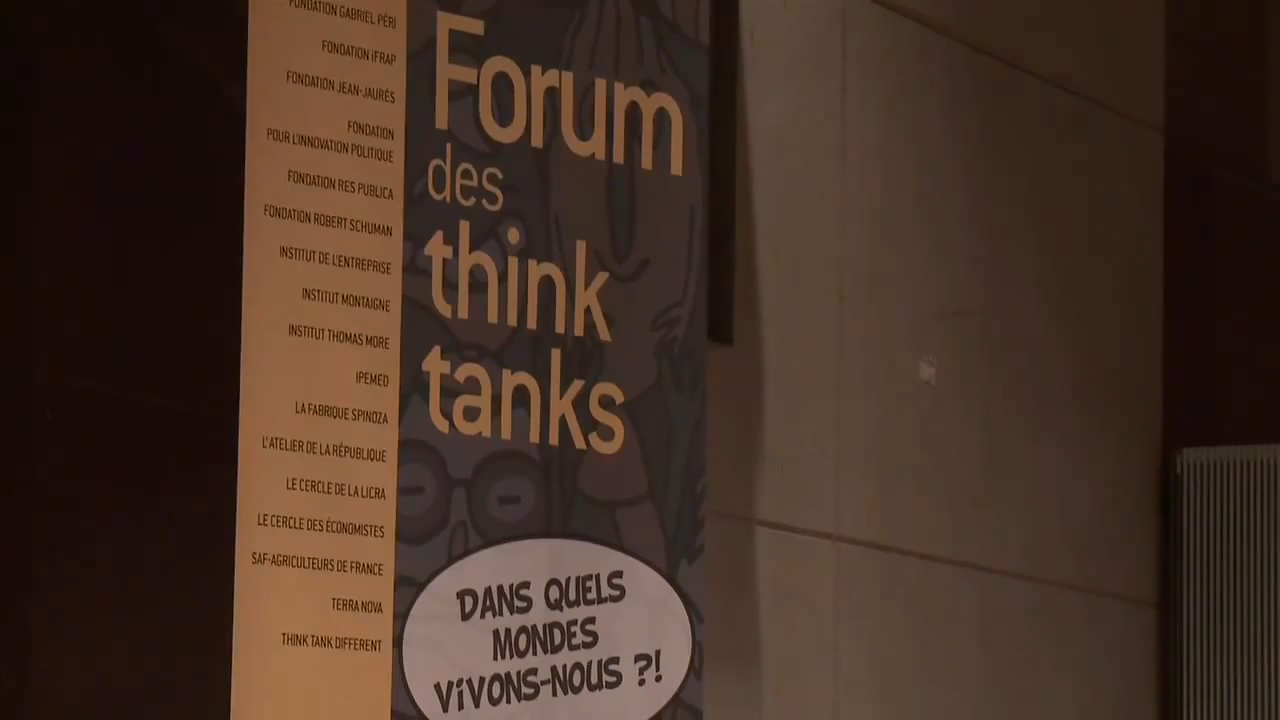 FONDATION GABRIEL PÉRI
FONDATION iFRAP
FONDATION JEAN-JAURÈS
FONDATION
POUR L'INNOVATION POLITIQUE
FONDATION RES PUBLICA
FONDATION ROBERT SCHUMAN
INSTITUT DE L'ENTREPRISE
INSTITUT MONTAIGNE
INSTITUT THOMAS MORE
IPEMED
LA FABRIQUE SPINOZA
L'ATELIER DE LA RÉPUBLIQUE
LE CERCLE DE LA LICRA
LE CERCLE DES ÉCONOMISTES
SAF-AGRICULTEURS DE FRANCE
TERRA NOVA
THINK TANK DIFFERENT
Forum
des
think
tanks
DANS QUELS
MONDES
VIVONS-NOUS ?!